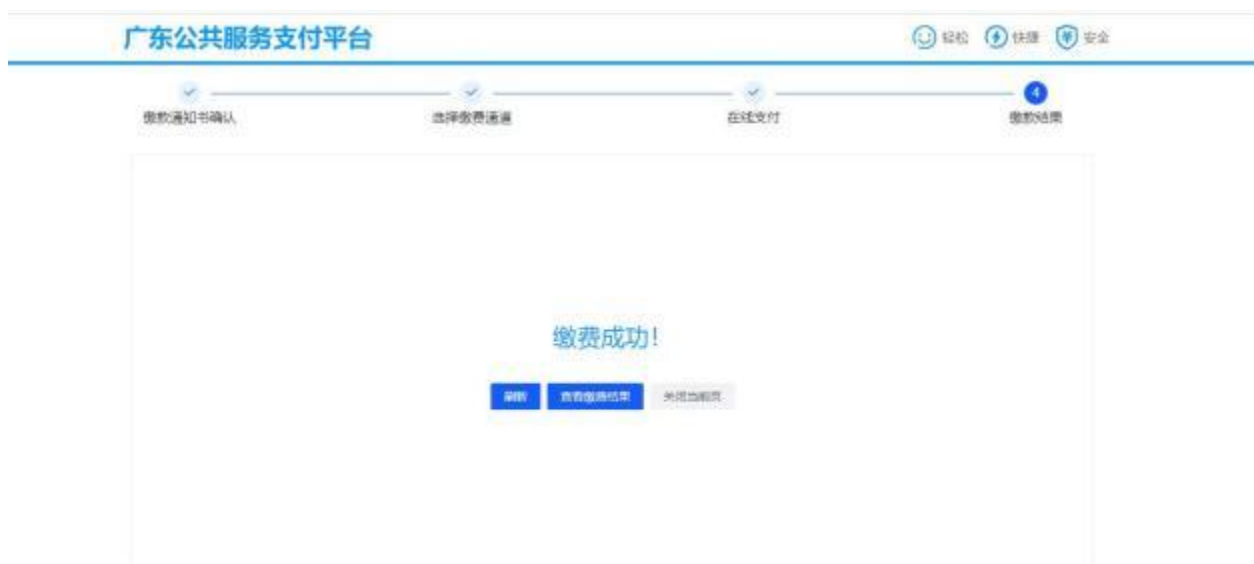 广东公共服务支付平台
轻松 快捷 安全
4
缴款通知书确认 选择缴费通道 在线支付 缴款结果
缴费成功!
刷新 查看缴费结果 关闭当前页